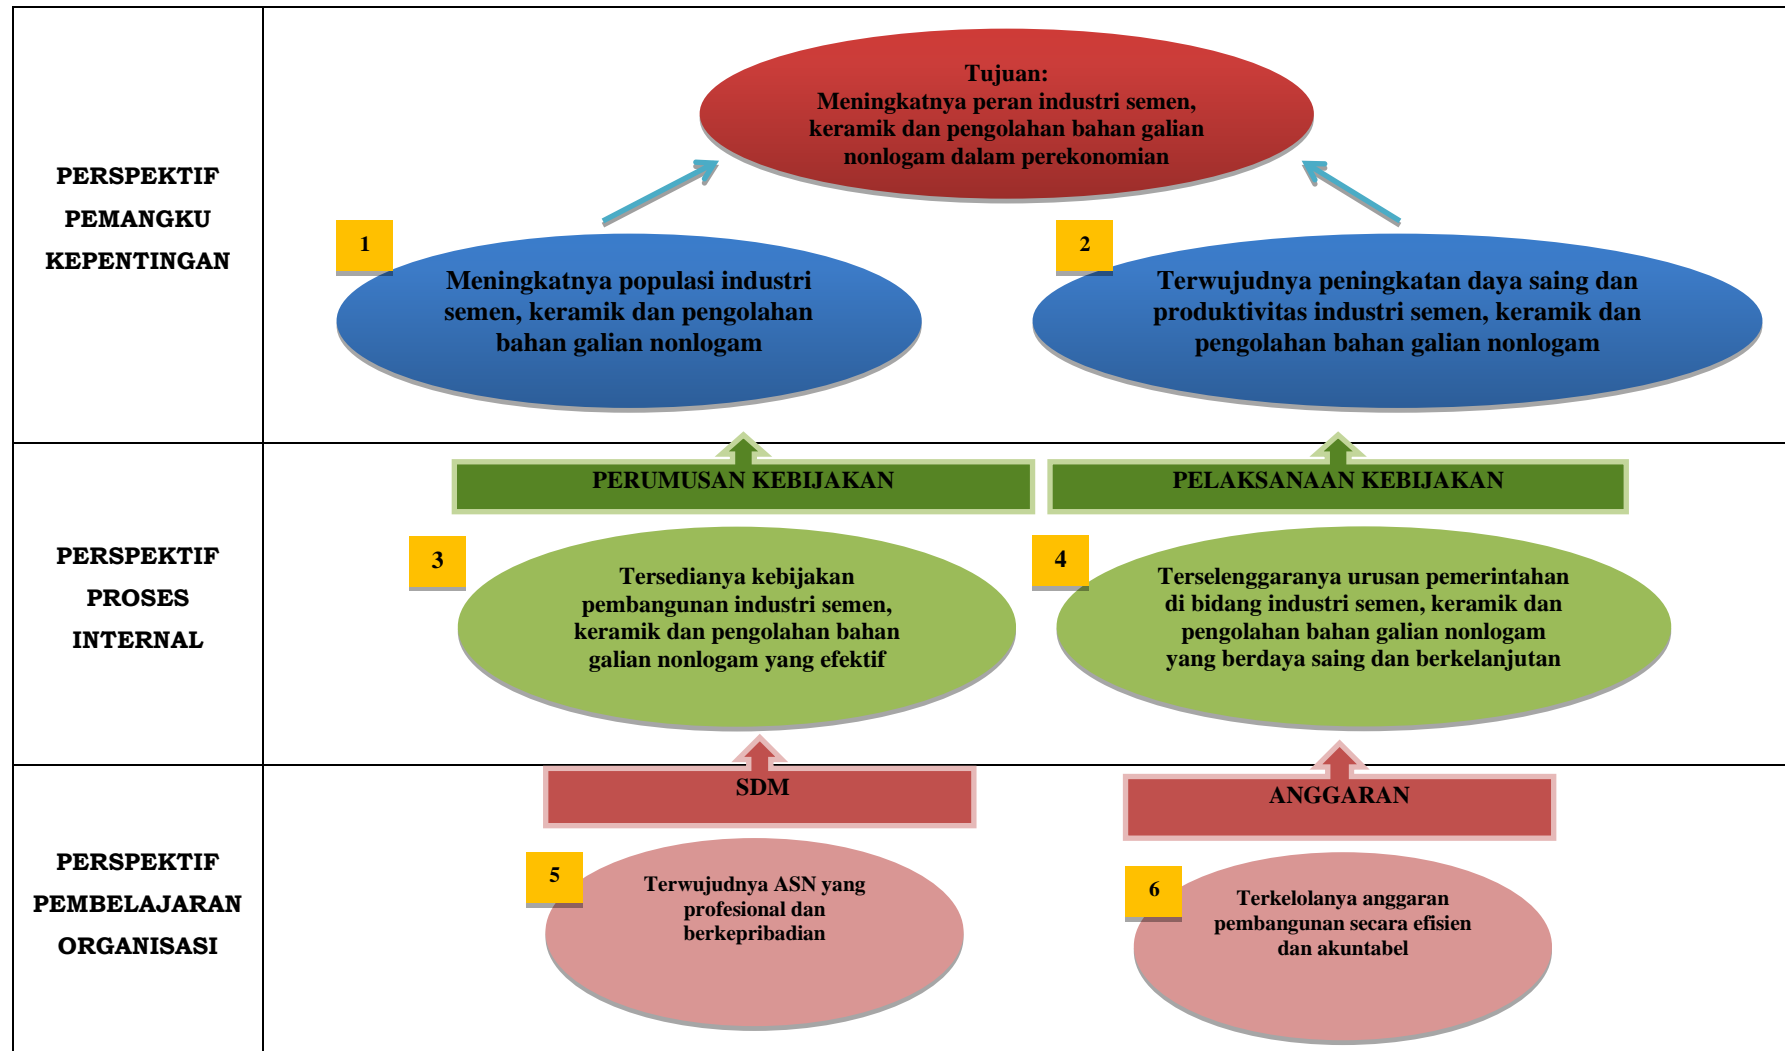 PERSPEKTIF
PEMANGKU
KEPENTINGAN
Tujuan:
Meningkatnya peran industri semen,
keramik dan pengolahan bahan galian
nonlogam dalam perekonomian
1
Meningkatnya populasi industri
semen, keramik dan pengolahan
bahan galian nonlogam
2
Terwujudnya peningkatan daya saing dan
produktivitas industri semen, keramik dan
pengolahan bahan galian nonlogam
PERSPEKTIF
PROSES
INTERNAL
PERUMUSAN KEBIJAKAN
PELAKSANAAN KEBIJAKAN
3
Tersedianya kebijakan
pembangunan industri semen,
keramik dan pengolahan bahan
galian nonlogam yang efektif
4
Terselenggaranya urusan pemerintahan
di bidang industri semen, keramik dan
pengolahan bahan galian nonlogam
yang berdaya saing dan berkelanjutan
PERSPEKTIF
PEMBELAJARAN
ORGANISASI
SDM
ANGGARAN
5
Terwujudnya ASN yang
profesional dan
berkepribadian
6
Terkelolanya anggaran
pembangunan secara efisien
dan akuntabel